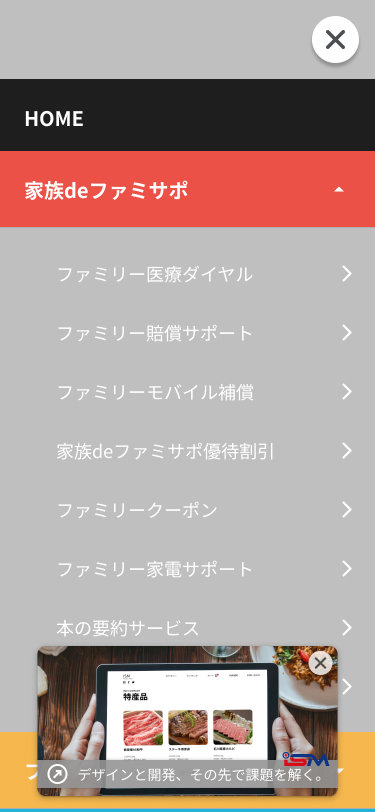 HOME
家族deファミサポ
ファミリー医療ダイヤル
ファミリー賠償サポート
ファミリーモバイル補償
家族deファミサポ優待割引
ファミリークーポン
ファミリー家電サポート
本の要約サービス
特産品
ISM
デザインと開発、その先で課題を解く。